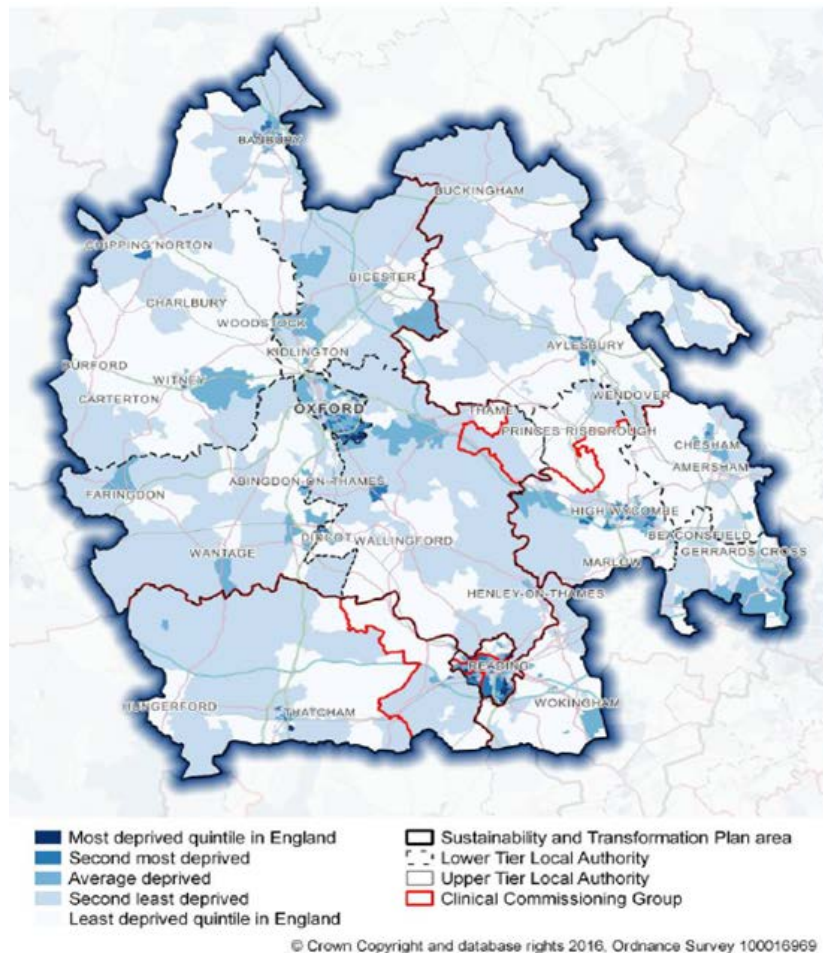 BANBURY
BUCKINGHAM
CHIPPING NORTON
BICESTER
CHARLBURY
WOODSTOCK
AYLESBURY
KIDLINGTON
BURFORD
WITNEY
WENDOVER
CARTERTON
OXFORD
THAME
PRINCES RISBOROUGH
CHESHAM
AMERSHAM
ABINGDON-ON-THAMES
FARINGDON
HIGH WYCOMBE
DIDCOT
WALLINGFORD
BEACONSFIELD
GERRARDS CROSS
WANTAGE
MARLOW
HENLEY-ON-THAMES
READING
HUNGERFORD
THATCHAM
WOKINGHAM
Most deprived quintile in England
Second most deprived
Average deprived
Second least deprived
Least deprived quintile in England
Sustainability and Transformation Plan area
Lower Tier Local Authority
Upper Tier Local Authority
Clinical Commissioning Group
© Crown Copyright and database rights 2016, Ordnance Survey 100016969